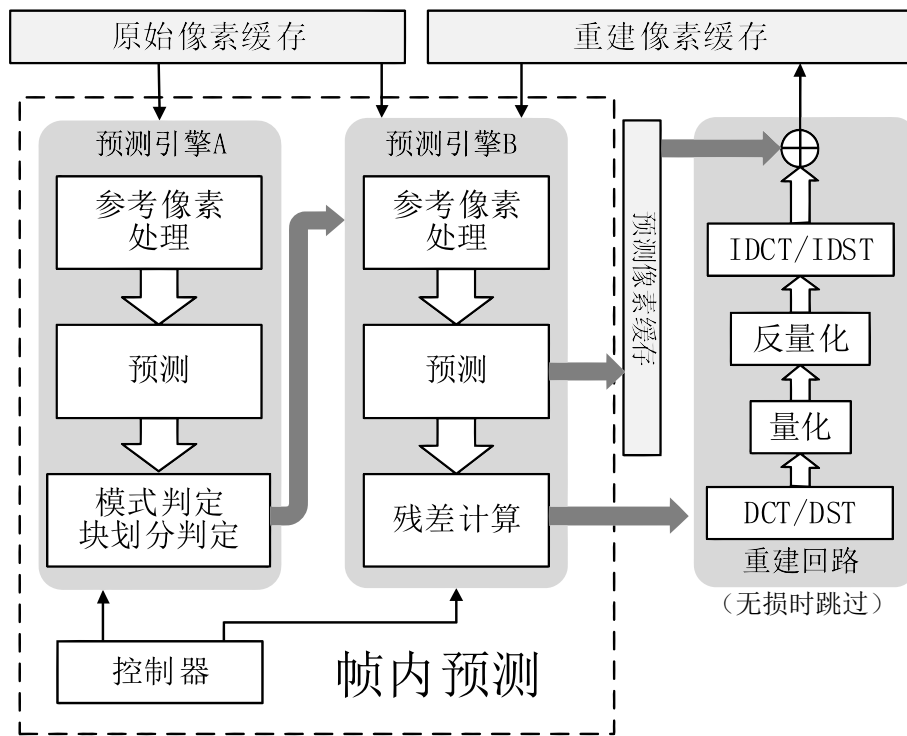 原始像素缓存
重建像素缓存
预测引擎A
参考像素
处理
预测
模式判定
块划分判定
预测引擎B
参考像素
处理
预测
残差计算
预测像素缓存
IDCT/IDST
反量化
量化
DCT/DST
重建回路
（无损时跳过）
控制器
帧内预测